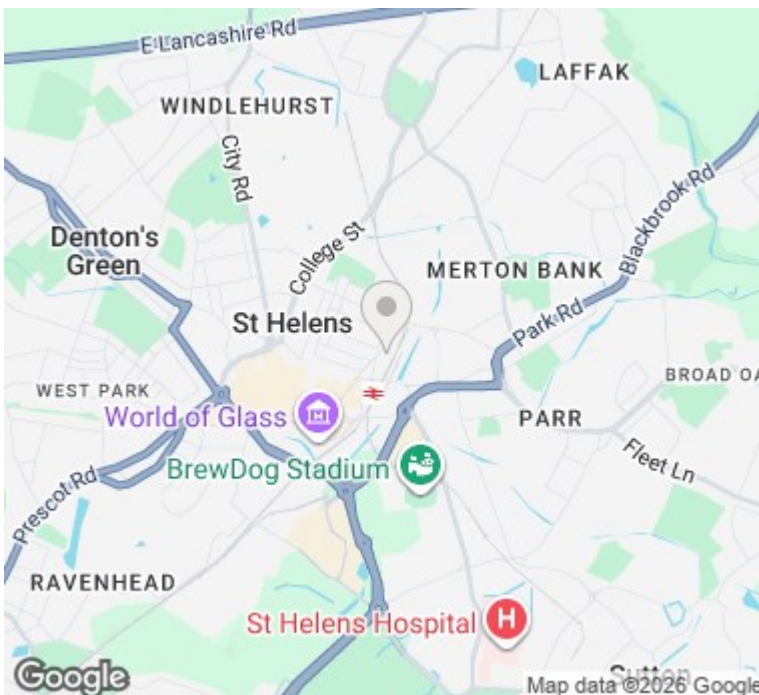 E Lancashire Rd
LAFFAK
WINDLEHURST
City Rd
Blackbrook Rd
Denton's
Green
College St
MERTON BANK
St Helens
Park Rd
BROAD OA
WEST PARK
World of Glass
PARR
BrewDog Stadium
Fleet Ln
Prescot Rd
RAVENHEAD
St Helens Hospital
H
Sutton
Google
Map data ©2026 Google